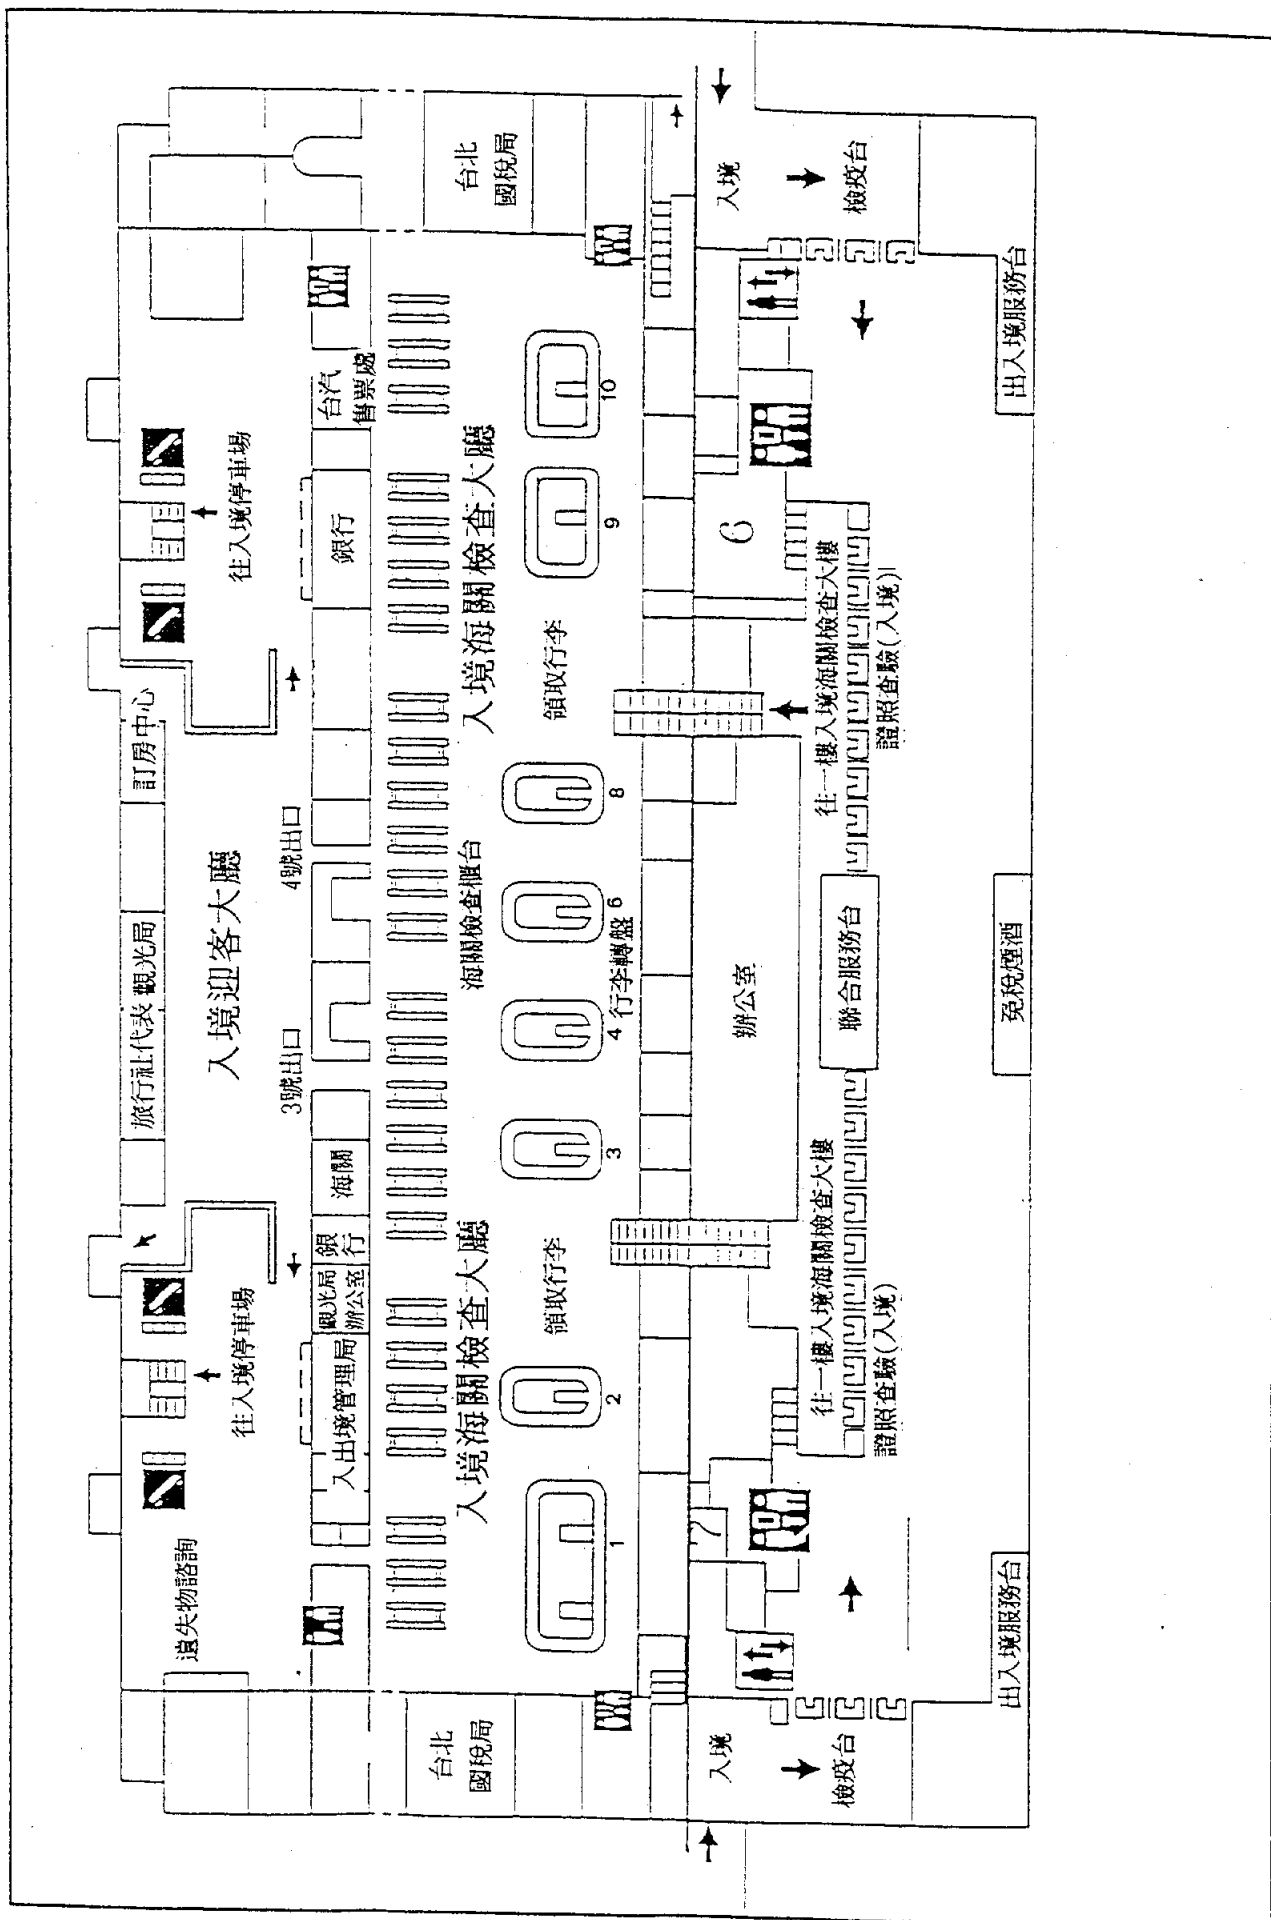 旅行社代表
觀光局
訂房中心
遺失物諮詢
往入境停車場
入境迎客大廳
往入境停車場
3號出口
4號出口
入出境管理局
觀光局
辦公室
銀行
海關
銀行
台汽
售票處
台北
國稅局
入境海關檢查大廳
海關檢查櫃台
入境海關檢查大廳
台北
國稅局
領取行李
領取行李
1
2
3
4
6
8
9
10
行李轉盤
入境
7
辦公室
6
入境
檢疫台
往一樓入境海關檢查大樓
聯合服務台
往一樓入境海關檢查大樓
檢疫台
證照查驗(入境)
證照查驗(入境)
出入境服務台
免稅煙酒
出入境服務台